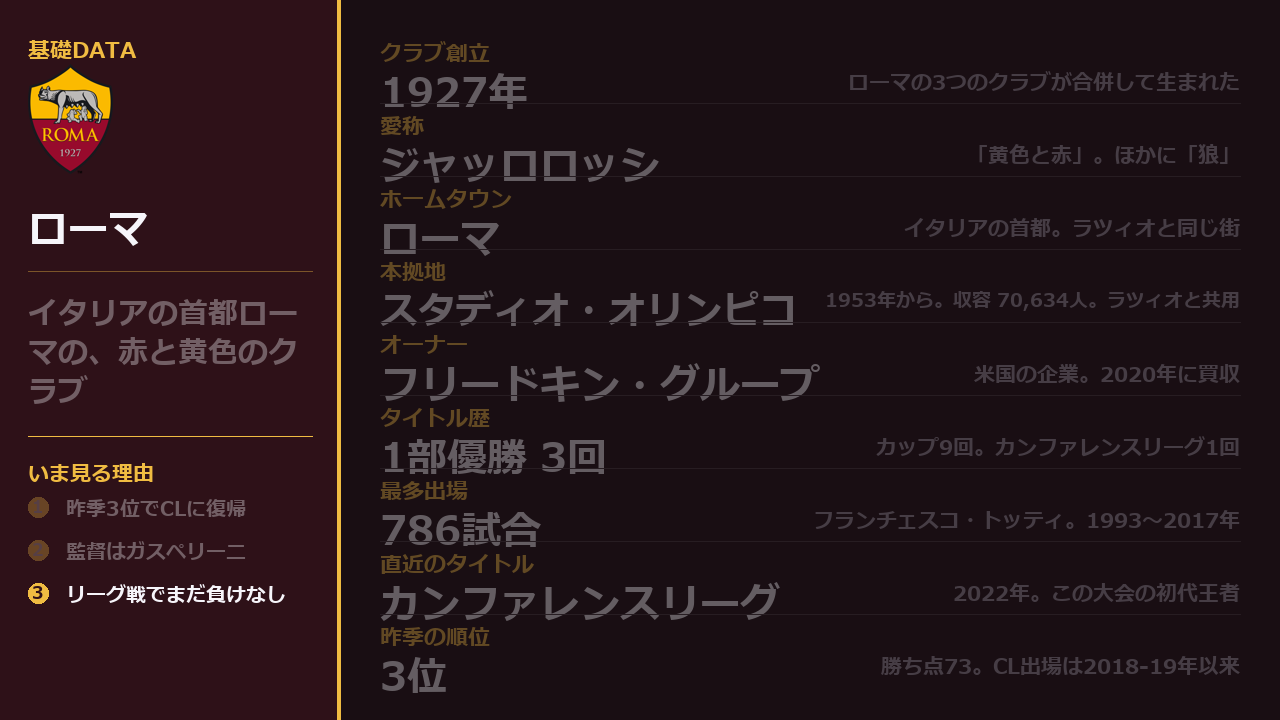 基礎DATA
ROMA
1927
ローマ
イタリアの首都ロー
マの、赤と黄色のク
ラブ
いま見る理由
1 昨季3位でCLに復帰
2 監督はガスペリーニ
3 リーグ戦でまだ負けなし
クラブ創立
1927年 ローマの3つのクラブが合併して生まれた
愛称
ジャッロロッシ 「黄色と赤」。ほかに「狼」
ホームタウン
ローマ イタリアの首都。ラツィオと同じ街
本拠地
スタディオ・オリンピコ 1953年から。収容 70,634人。ラツィオと共用
オーナー
フリードキン・グループ 米国の企業。2020年に買収
タイトル歴
1部優勝 3回 カップ9回。カンファレンスリーグ1回
最多出場
786試合 フランチェスコ・トッティ。1993〜2017年
直近のタイトル
カンファレンスリーグ 2022年。この大会の初代王者
昨季の順位
3位 勝ち点73。CL出場は2018-19年以来